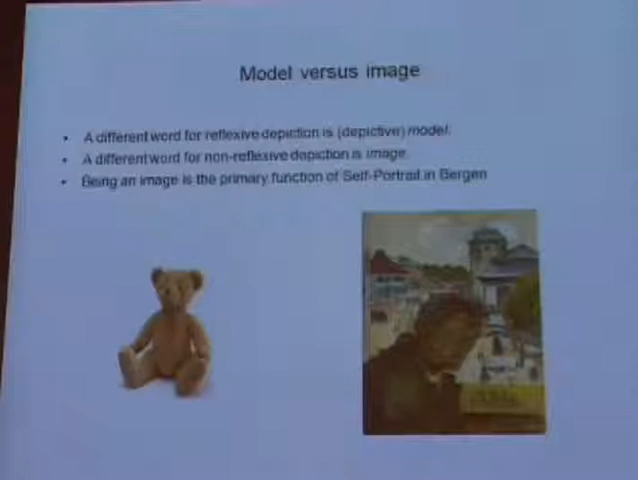 Model versus image
• A different word for reflexive depiction is (depictive) model.
• A different word for non-reflexive depiction is image.
• Being an image is the primary function of Self-Portrait in Bergen